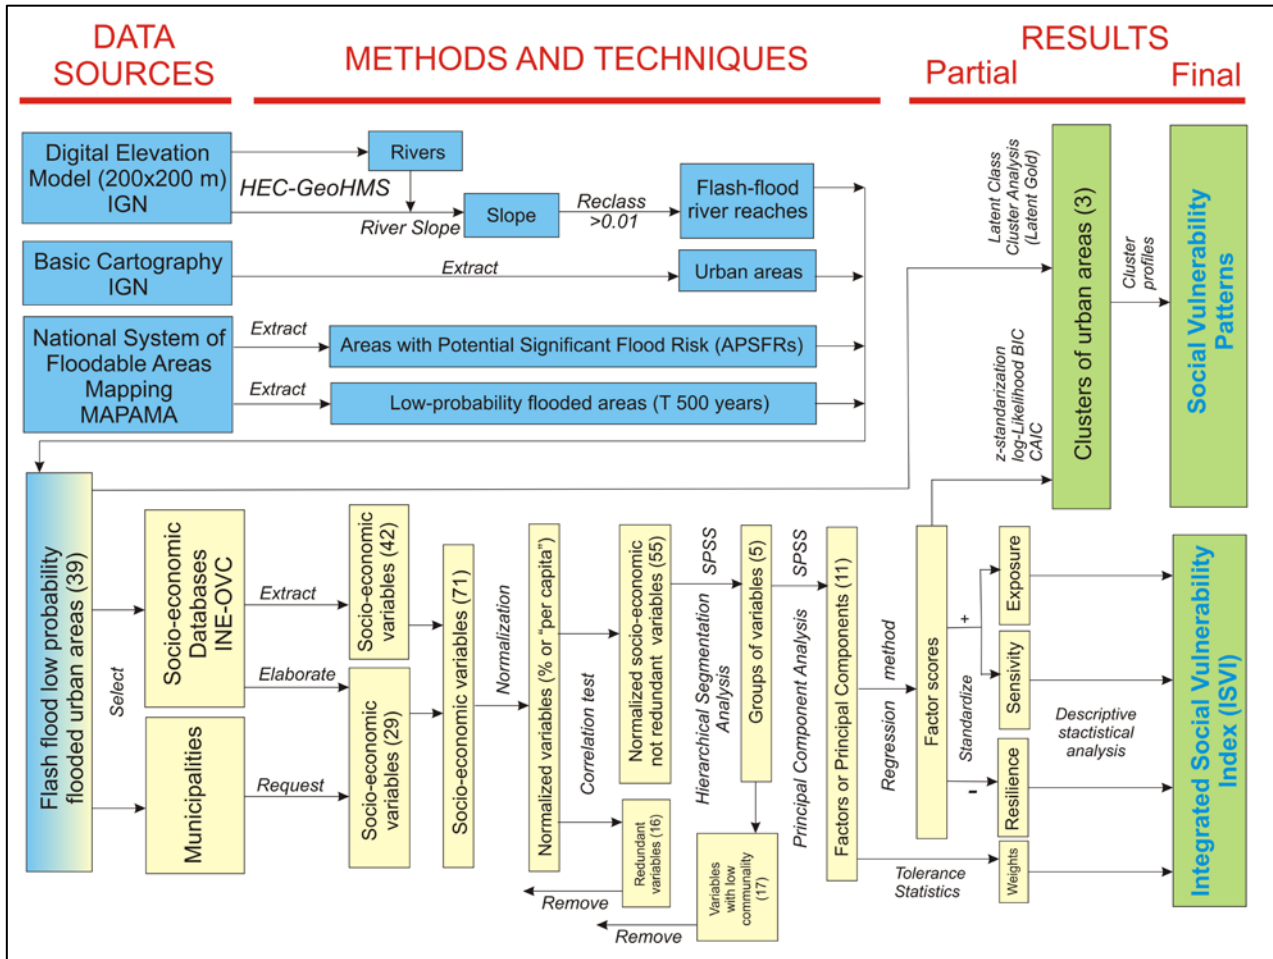 DATA
SOURCES
METHODS AND TECHNIQUES
RESULTS
Partial
Final
Digital Elevation
Model (200x200 m)
IGN
Rivers
HEC-GeoHMS
River Slope
Slope
Reclass
>0.01
Flash-flood
river reaches
Basic Cartography
IGN
Extract
Urban areas
National System of
Floodable Areas
Mapping
MAPAMA
Extract
Areas with Potential Significant Flood Risk (APSFRs)
Extract
Low-probability flooded areas (T 500 years)
Latent Class
Cluster Analysis
(Latent Gold)
z-standarization
log-Likelihood BIC
CAIC
Clusters of urban areas (3)
Cluster
profiles
Social Vulnerability
Patterns
Flash flood low probability
flooded urban areas (39)
Select
Socio-economic
Databases
INE-OVC
Municipalities
Extract
Elaborate
Request
Socio-economic
variables (42)
Socio-economic
variables (29)
Socio-economic variables (71)
Normalization
Normalized variables (% or "per capita")
Correlation test
Normalized socio-economic
not redundant variables (55)
Redundant
variables (16)
Remove
SPSS
Hierarchical Segmentation
Analysis
Groups of variables (5)
Variables
with low
communality
(17)
Remove
SPSS
Principal Component Analysis
Factors or Principal Components (11)
Regression method
Tolerance
Statistics
Factor scores
Standardize
+
-
Exposure
Sensivity
Resilience
Weights
Descriptive
stactistical
analysis
Integrated Social Vulnerability
Index (ISVI)